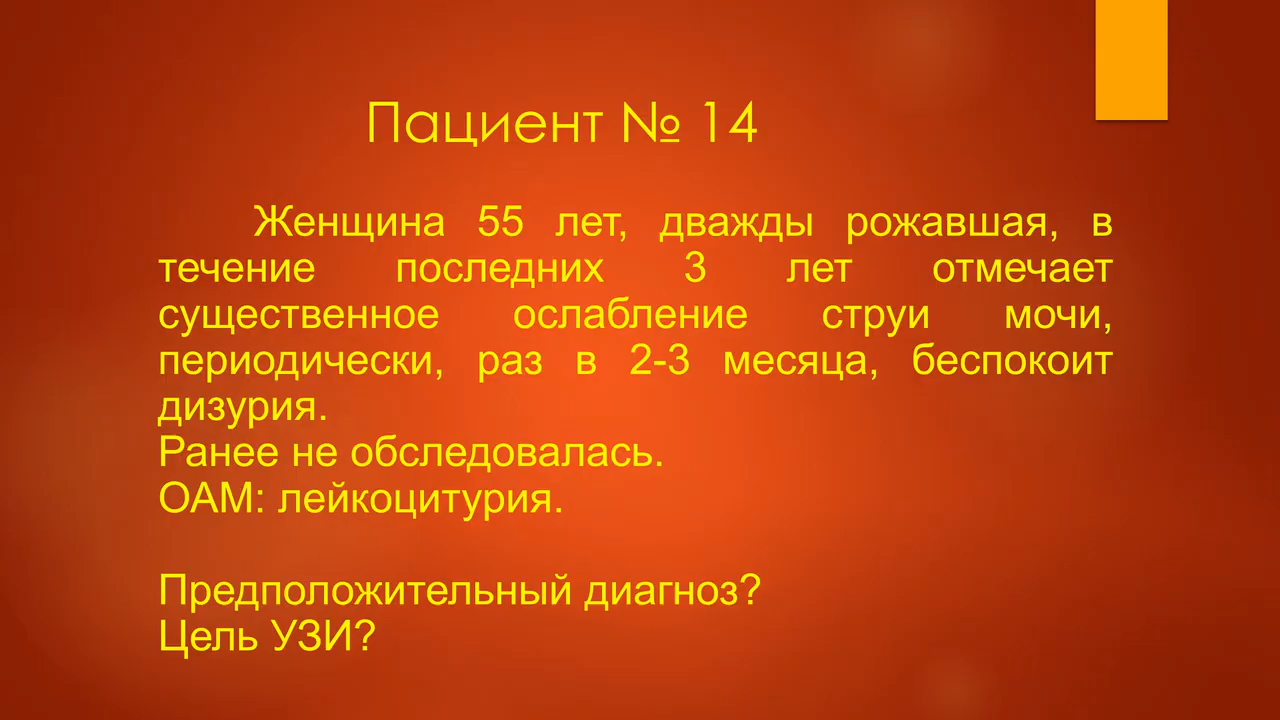 Пациент № 14
Женщина 55 лет, дважды рожавшая, в
течение последних 3 лет отмечает
существенное ослабление струи мочи,
периодически, раз в 2-3 месяца, беспокоит
дизурия.
Ранее не обследовалась.
ОАМ: лейкоцитурия.
Предположительный диагноз?
Цель УЗИ?